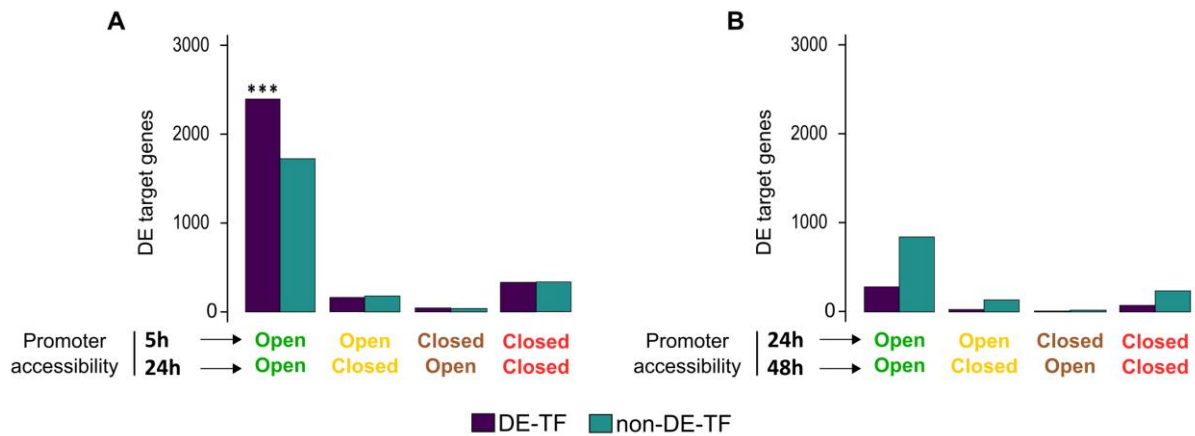 A
3000
2000
1000
0
DE target genes
***
Promoter accessibility
5h
Open Open Closed Closed
24h
Open Closed Open Closed
B
3000
2000
1000
0
DE target genes
Promoter accessibility
24h
Open Open Closed Closed
48h
Open Closed Open Closed
DE-TF non-DE-TF